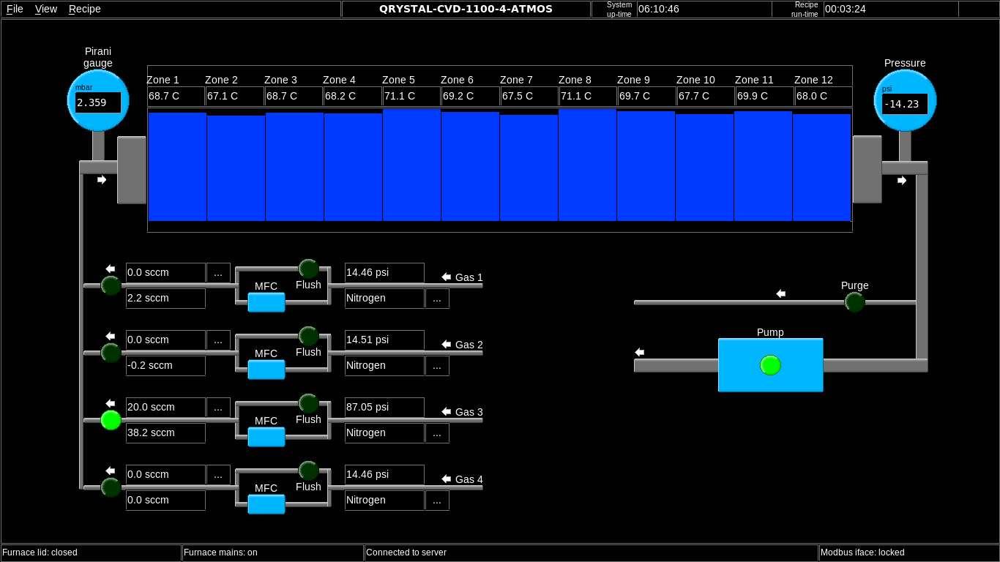 File View Recipe QRYSTAL-CVD-1100-4-ATMOS System up-time 06:10:46 Recipe run-time 00:03:24
Pirani gauge
mbar
2.359
Zone 1 Zone 2 Zone 3 Zone 4 Zone 5 Zone 6 Zone 7 Zone 8 Zone 9 Zone 10 Zone 11 Zone 12
68.7 C 67.1 C 68.7 C 68.2 C 71.1 C 69.2 C 67.5 C 71.1 C 69.7 C 67.7 C 69.9 C 68.0 C
Pressure
psi
-14.23
0.0 sccm ... MFC Flush 14.46 psi Gas 1
2.2 sccm Nitrogen ...
0.0 sccm ... MFC Flush 14.51 psi Gas 2
-0.2 sccm Nitrogen ...
20.0 sccm ... MFC Flush 87.05 psi Gas 3
38.2 sccm Nitrogen ...
0.0 sccm ... MFC Flush 14.46 psi Gas 4
0.0 sccm Nitrogen ...
Purge
Pump
Furnace lid: closed Furnace mains: on Connected to server Modbus iface: locked